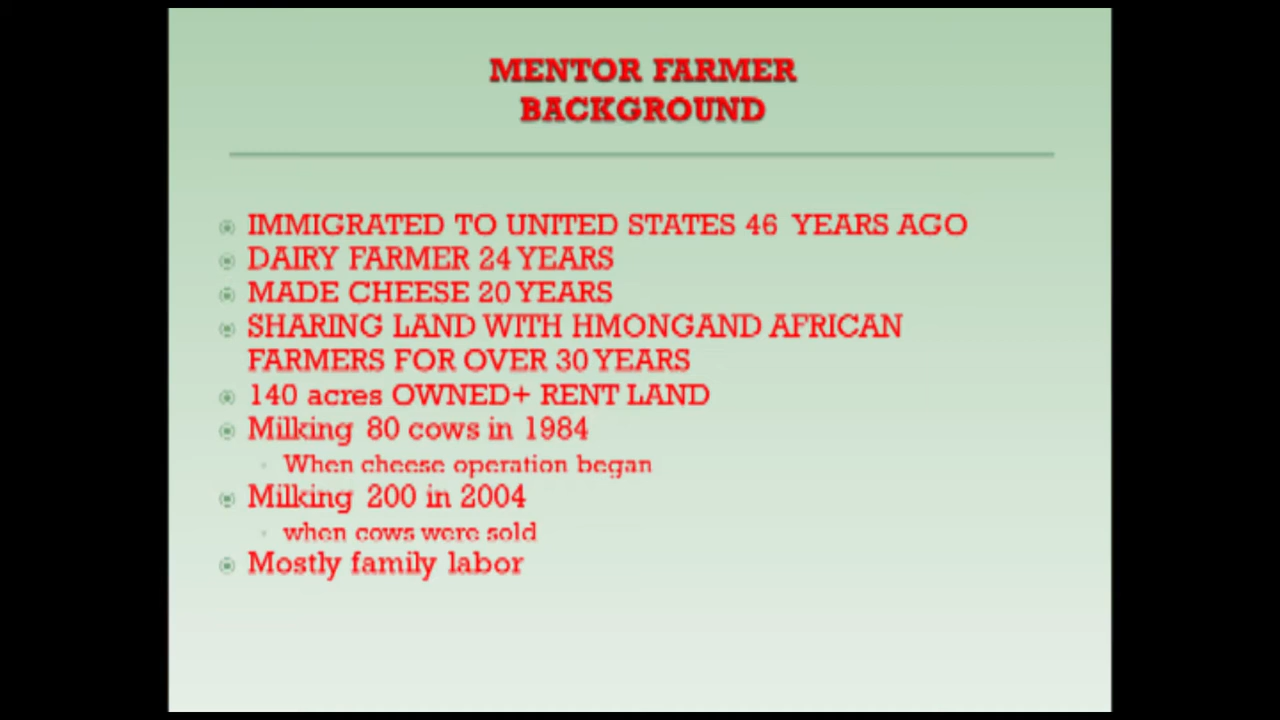 MENTOR FARMER
BACKGROUND
IMMIGRATED TO UNITED STATES 46 YEARS AGO
DAIRY FARMER 24 YEARS
MADE CHEESE 20 YEARS
SHARING LAND WITH HMONGAND AFRICAN
FARMERS FOR OVER 30 YEARS
140 acres OWNED+ RENT LAND
Milking 80 cows in 1984
When cheese operation began
Milking 200 in 2004
when cows were sold
Mostly family labor